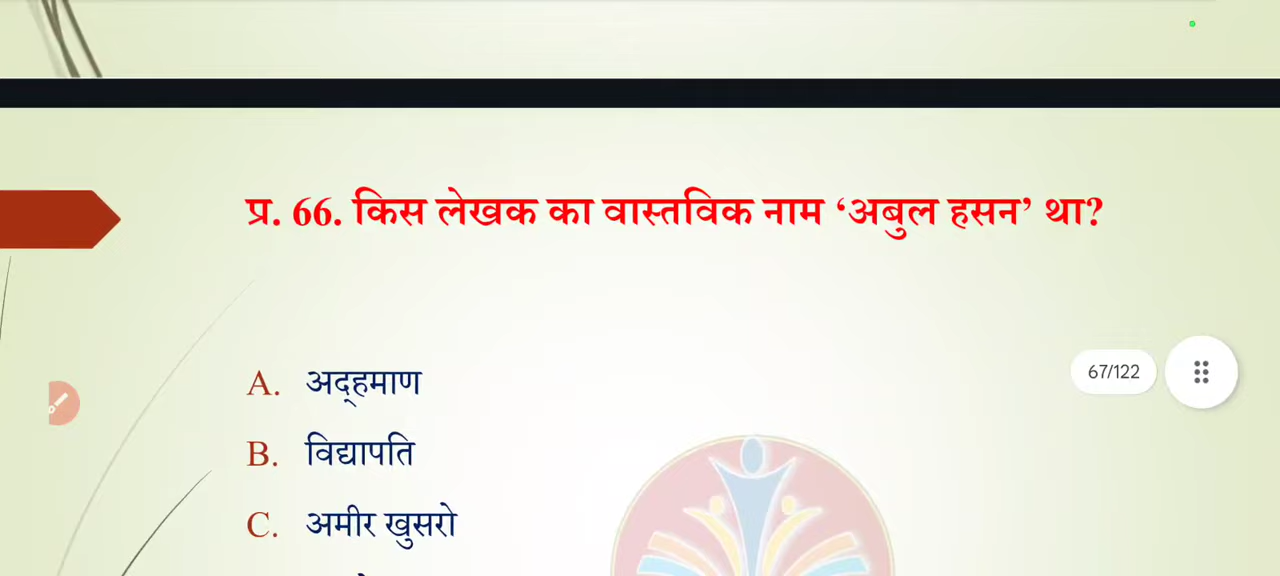 प्र. 66. किस लेखक का वास्तविक नाम ‘अबुल हसन’ था?
67/122
A. अद्‌हमाण
B. विद्यापति
C. अमीर खुसरो